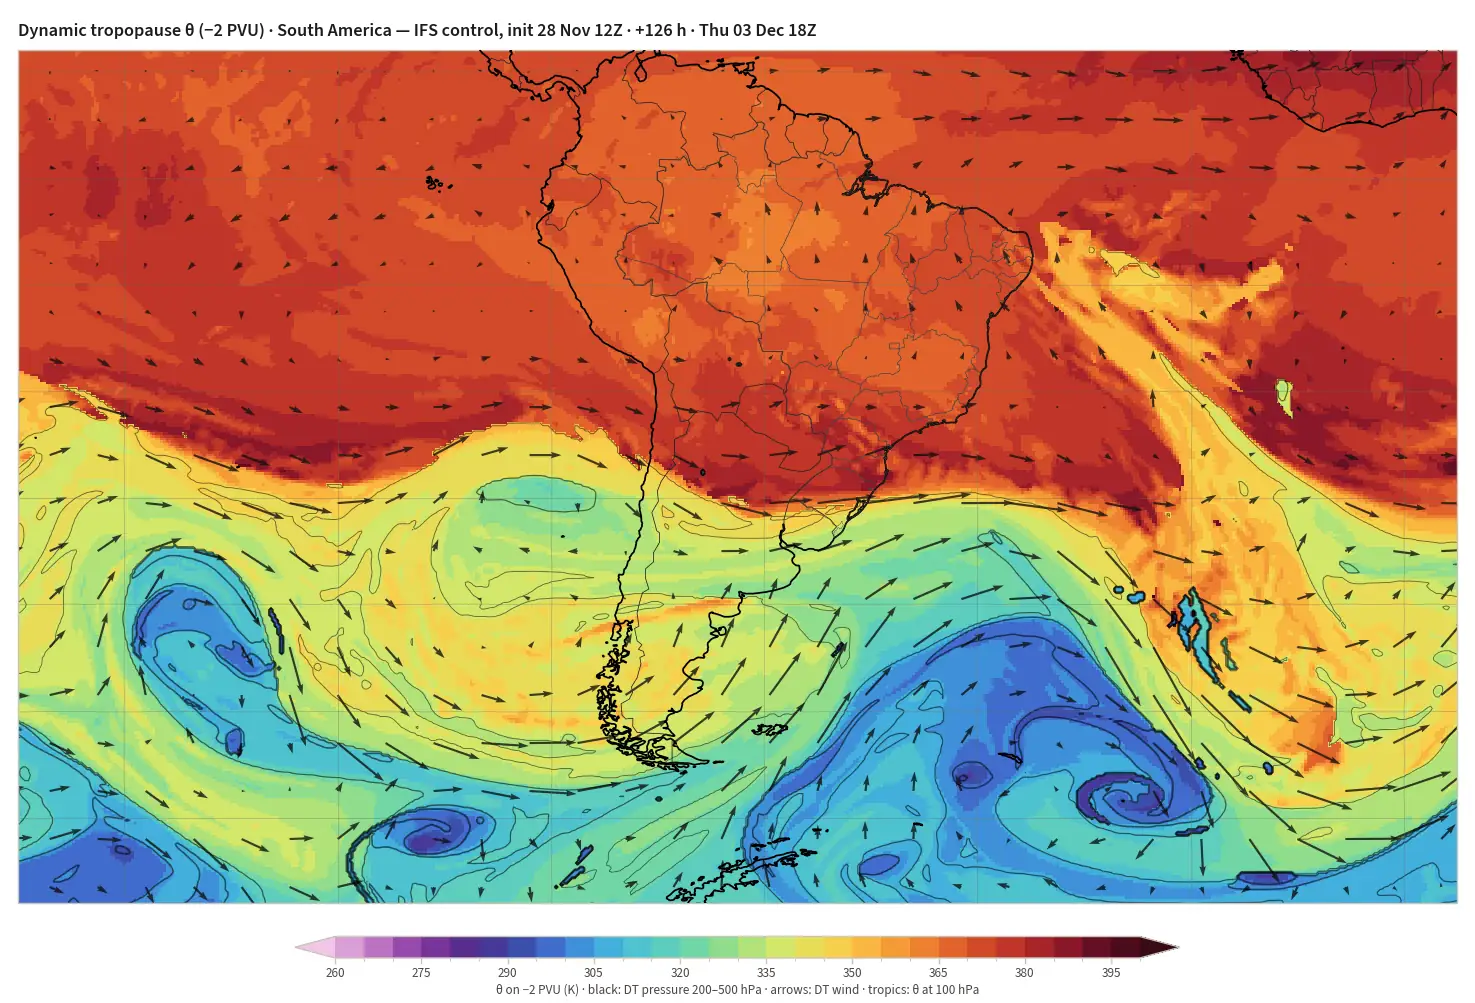 Dynamic tropopause θ (−2 PVU) · South America — IFS control, init 28 Nov 12Z · +126 h · Thu 03 Dec 18Z
260 275 290 305 320 335 350 365 380 395
θ on −2 PVU (K) · black: DT pressure 200–500 hPa · arrows: DT wind · tropics: θ at 100 hPa